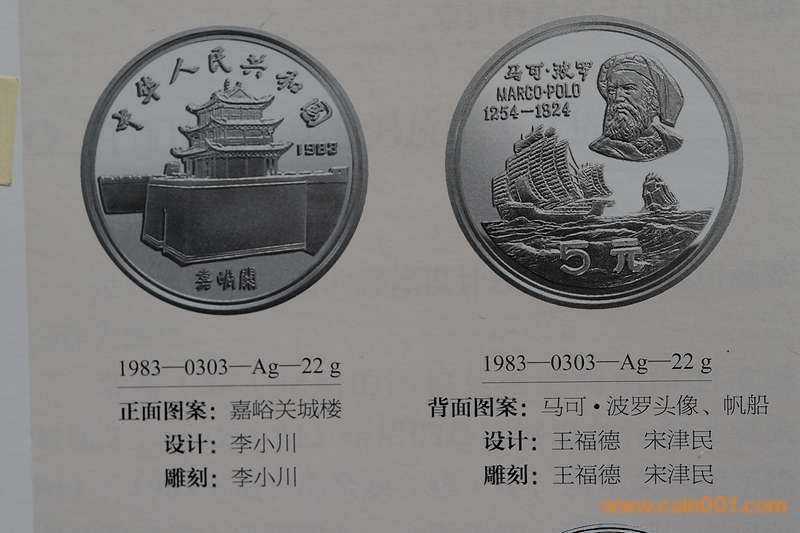 中华人民共和国
1983
嘉峪關
马可·波罗
MARCO·POLO
1254—1324
5元
1983—0303—Ag—22 g
正面图案：嘉峪关城楼
设计：李小川
雕刻：李小川
1983—0303—Ag—22 g
背面图案：马可·波罗头像、帆船
设计：王福德 宋津民
雕刻：王福德 宋津民
www.coin001.com